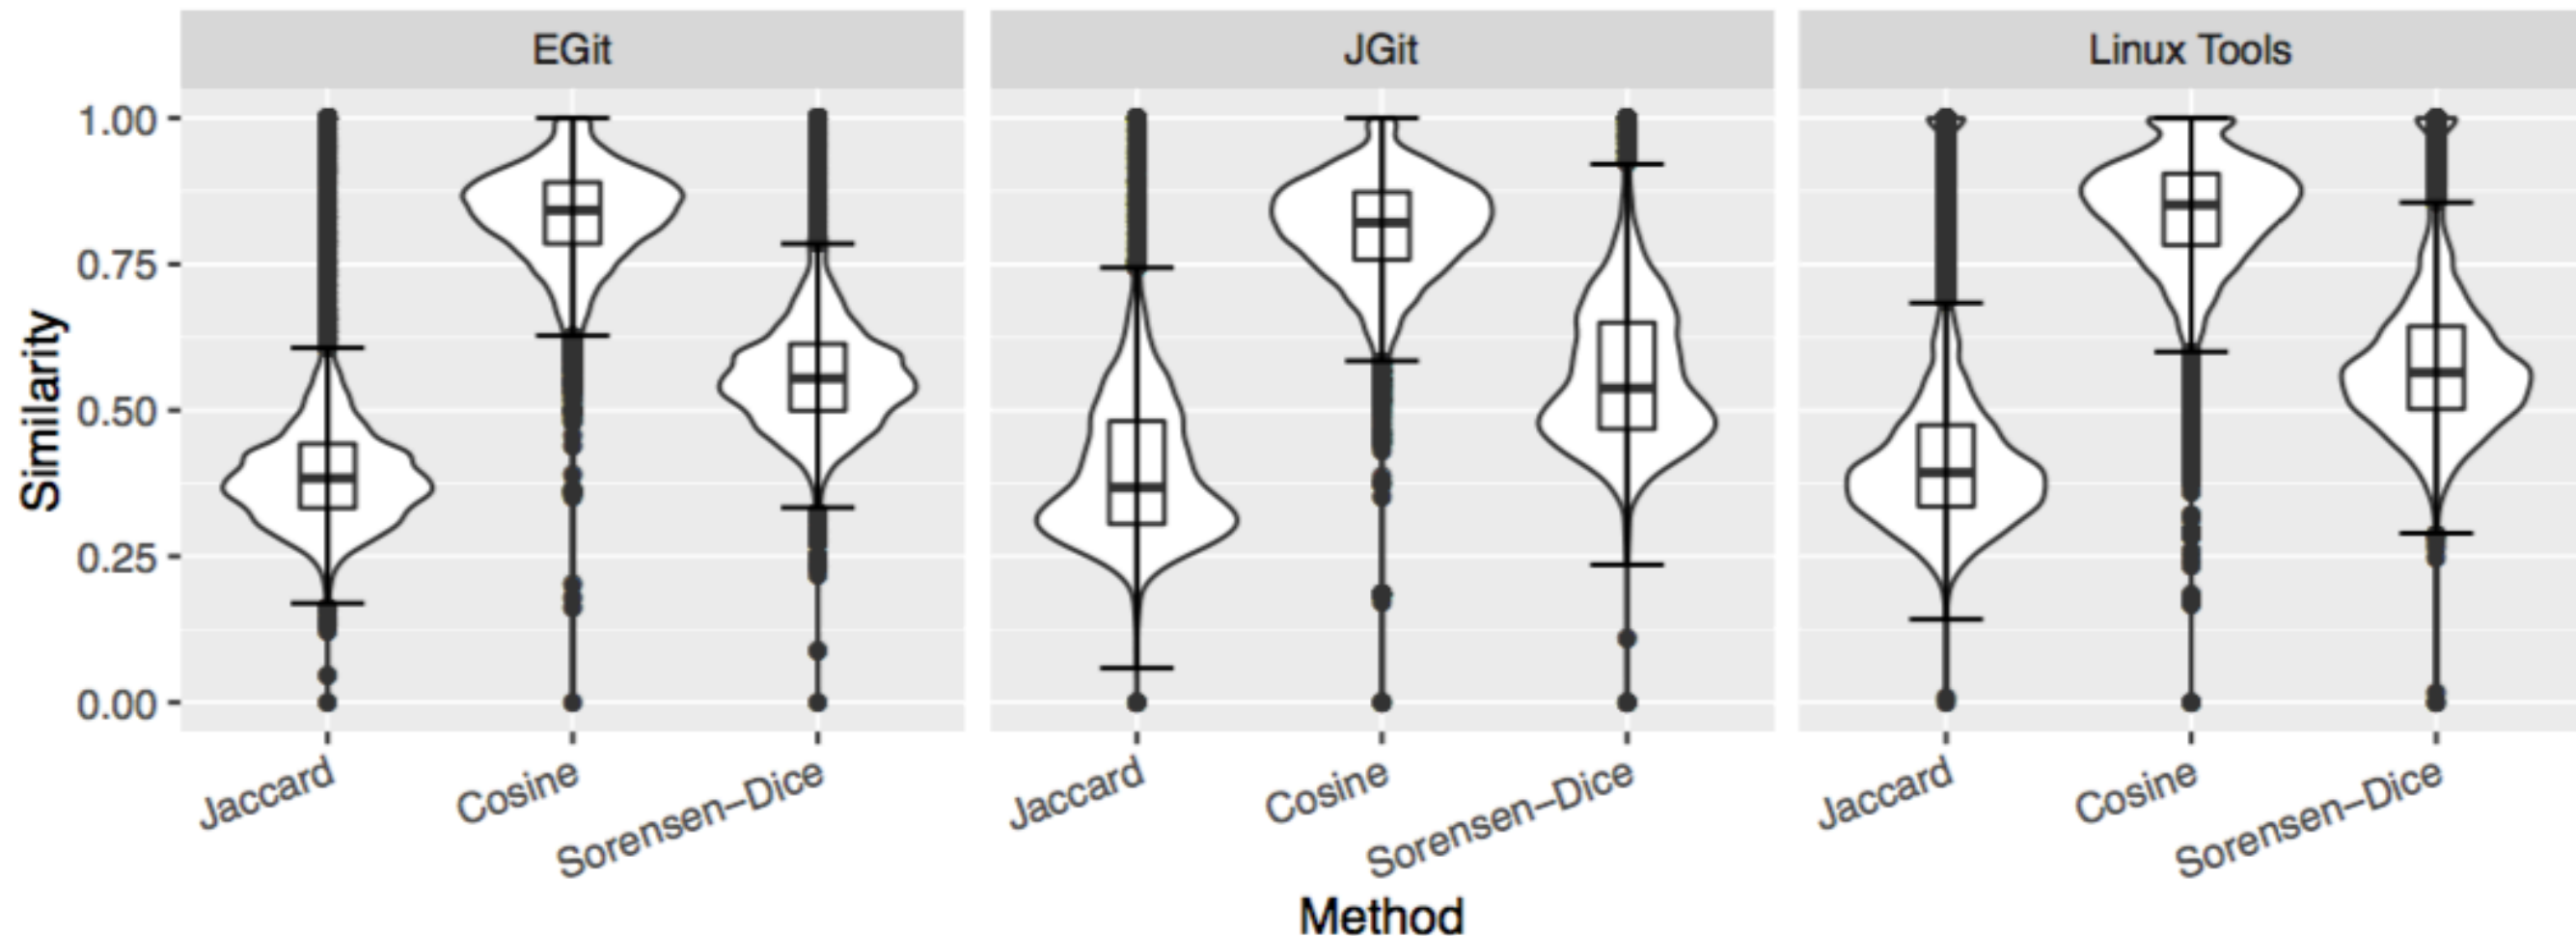 EGit JGit Linux Tools
1.00
0.75
0.50
0.25
0.00
Similarity
Jaccard Cosine Sorensen–Dice Jaccard Cosine Sorensen–Dice Jaccard Cosine Sorensen–Dice
Method